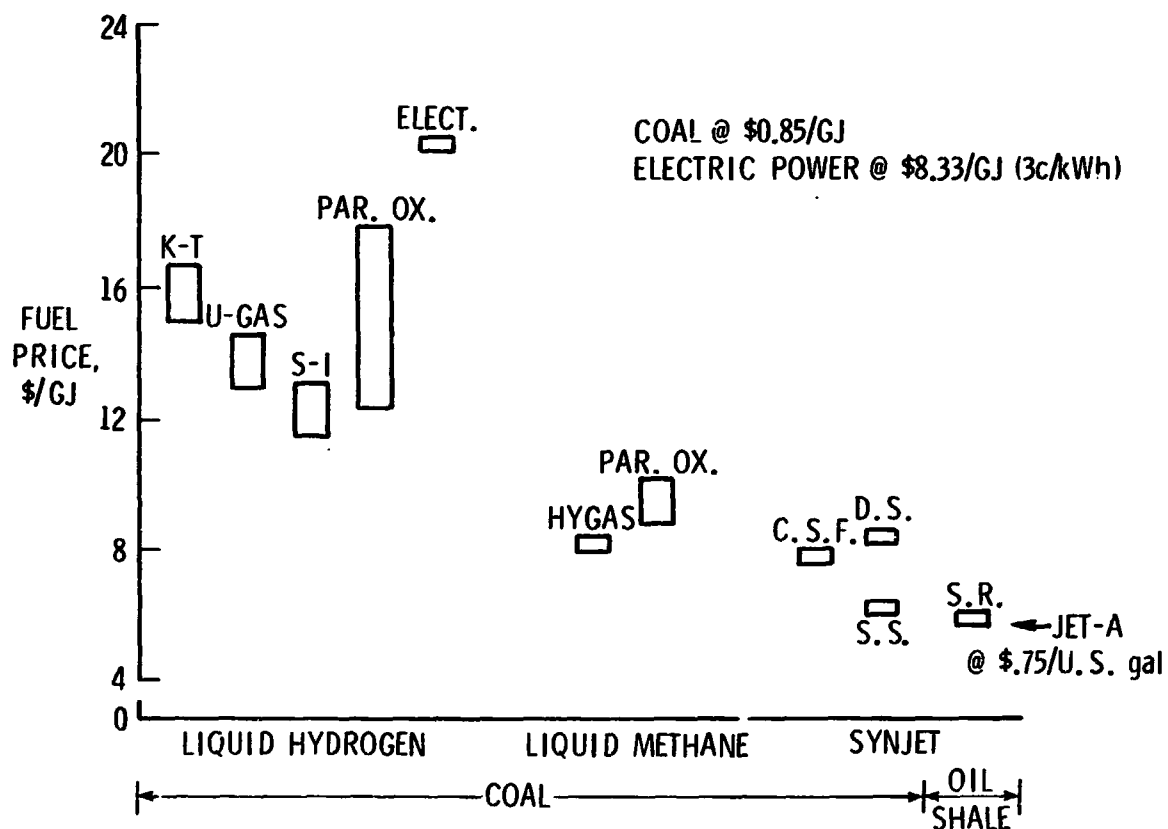 24
20
16
12
8
4
0
FUEL
PRICE,
$/GJ
K-T
U-GAS
S-I
PAR. OX.
ELECT.
COAL @ $0.85/GJ
ELECTRIC POWER @ $8.33/GJ (3c/kWh)
HYGAS
PAR. OX.
C.S.F.
D.S.
S.S.
S.R.
JET-A
@ $.75/U.S. gal
LIQUID HYDROGEN
LIQUID METHANE
SYNJET
COAL
OIL
SHALE